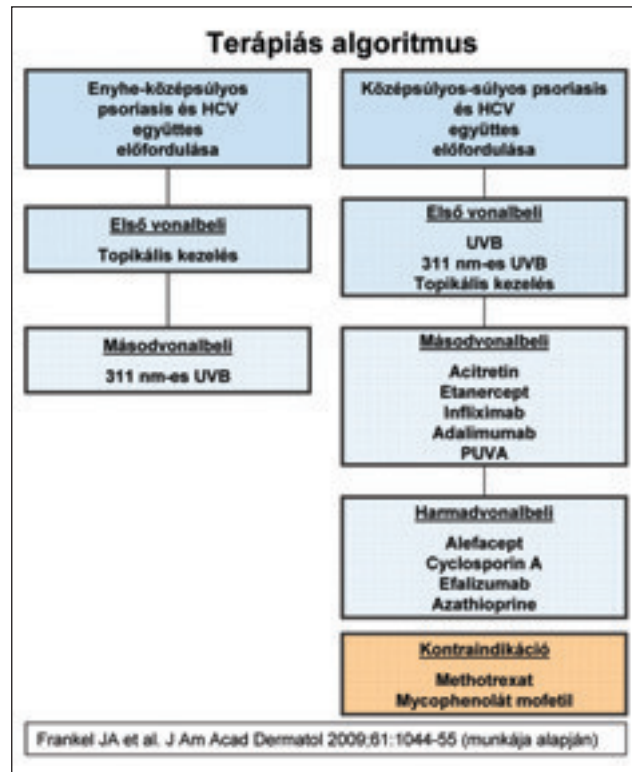 Terápiás algoritmus
Enyhe-középsúlyos
psoriasis és HCV
együttes
előfordulása
Első vonalbeli
Topikális kezelés
Másodvonalbeli
311 nm-es UVB
Középsúlyos-súlyos psoriasis
és HCV
együttes
előfordulása
Első vonalbeli
UVB
311 nm-es UVB
Topikális kezelés
Másodvonalbeli
Acitretin
Etanercept
Infliximab
Adalimumab
PUVA
Harmadvonalbeli
Alefacept
Cyclosporin A
Efalizumab
Azathioprine
Kontraindikáció
Methotrexat
Mycophenolát mofetil
Frankel JA et al. J Am Acad Dermatol 2009;61:1044-55 (munkája alapján)